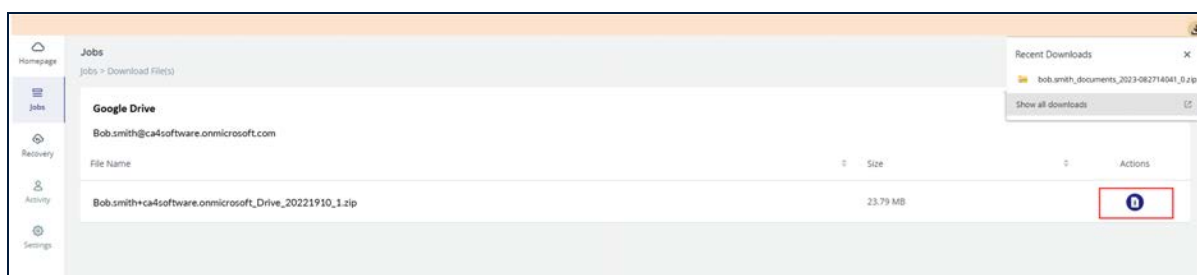 Homepage
Jobs
Recovery
Activity
Settings
Jobs
Jobs > Download File(s)
Google Drive
Bob.smith@ca4software.onmicrosoft.com
File Name
Size
Actions
Bob.smith+ca4software.onmicrosoft_Drive_20221910_1.zip
23.79 MB
Recent Downloads
bob.smith_documents_2023-082714041_0.zip
Show all downloads